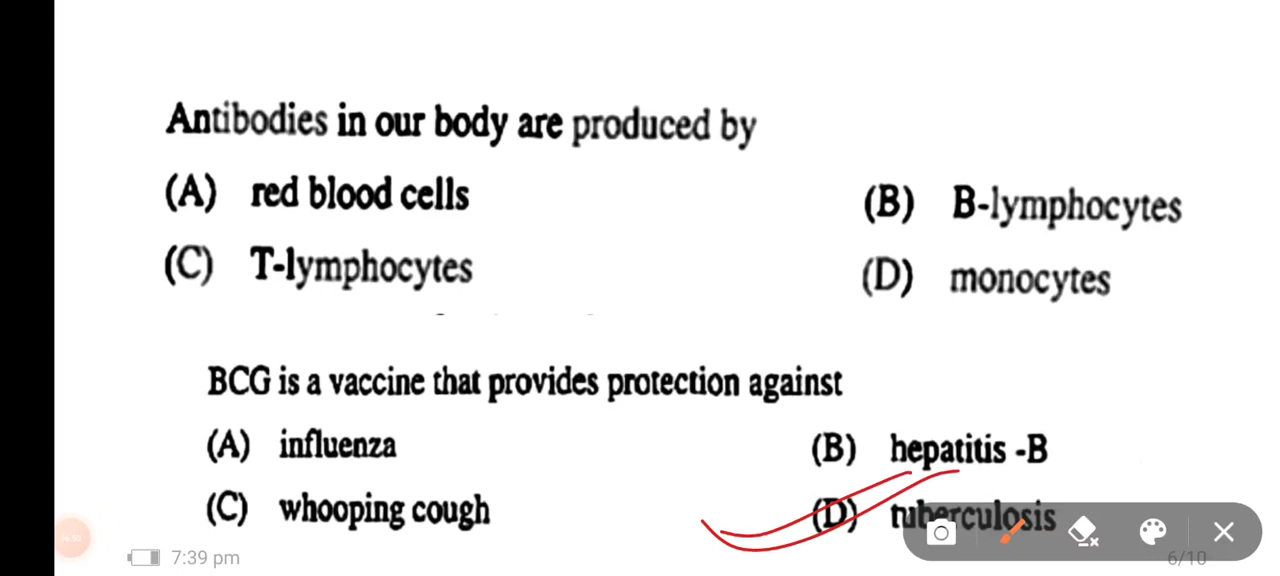 Antibodies in our body are produced by
(A) red blood cells (B) B-lymphocytes
(C) T-lymphocytes (D) monocytes
BCG is a vaccine that provides protection against
(A) influenza (B) hepatitis -B
(C) whooping cough (D) tuberculosis
7:39 pm 6/10